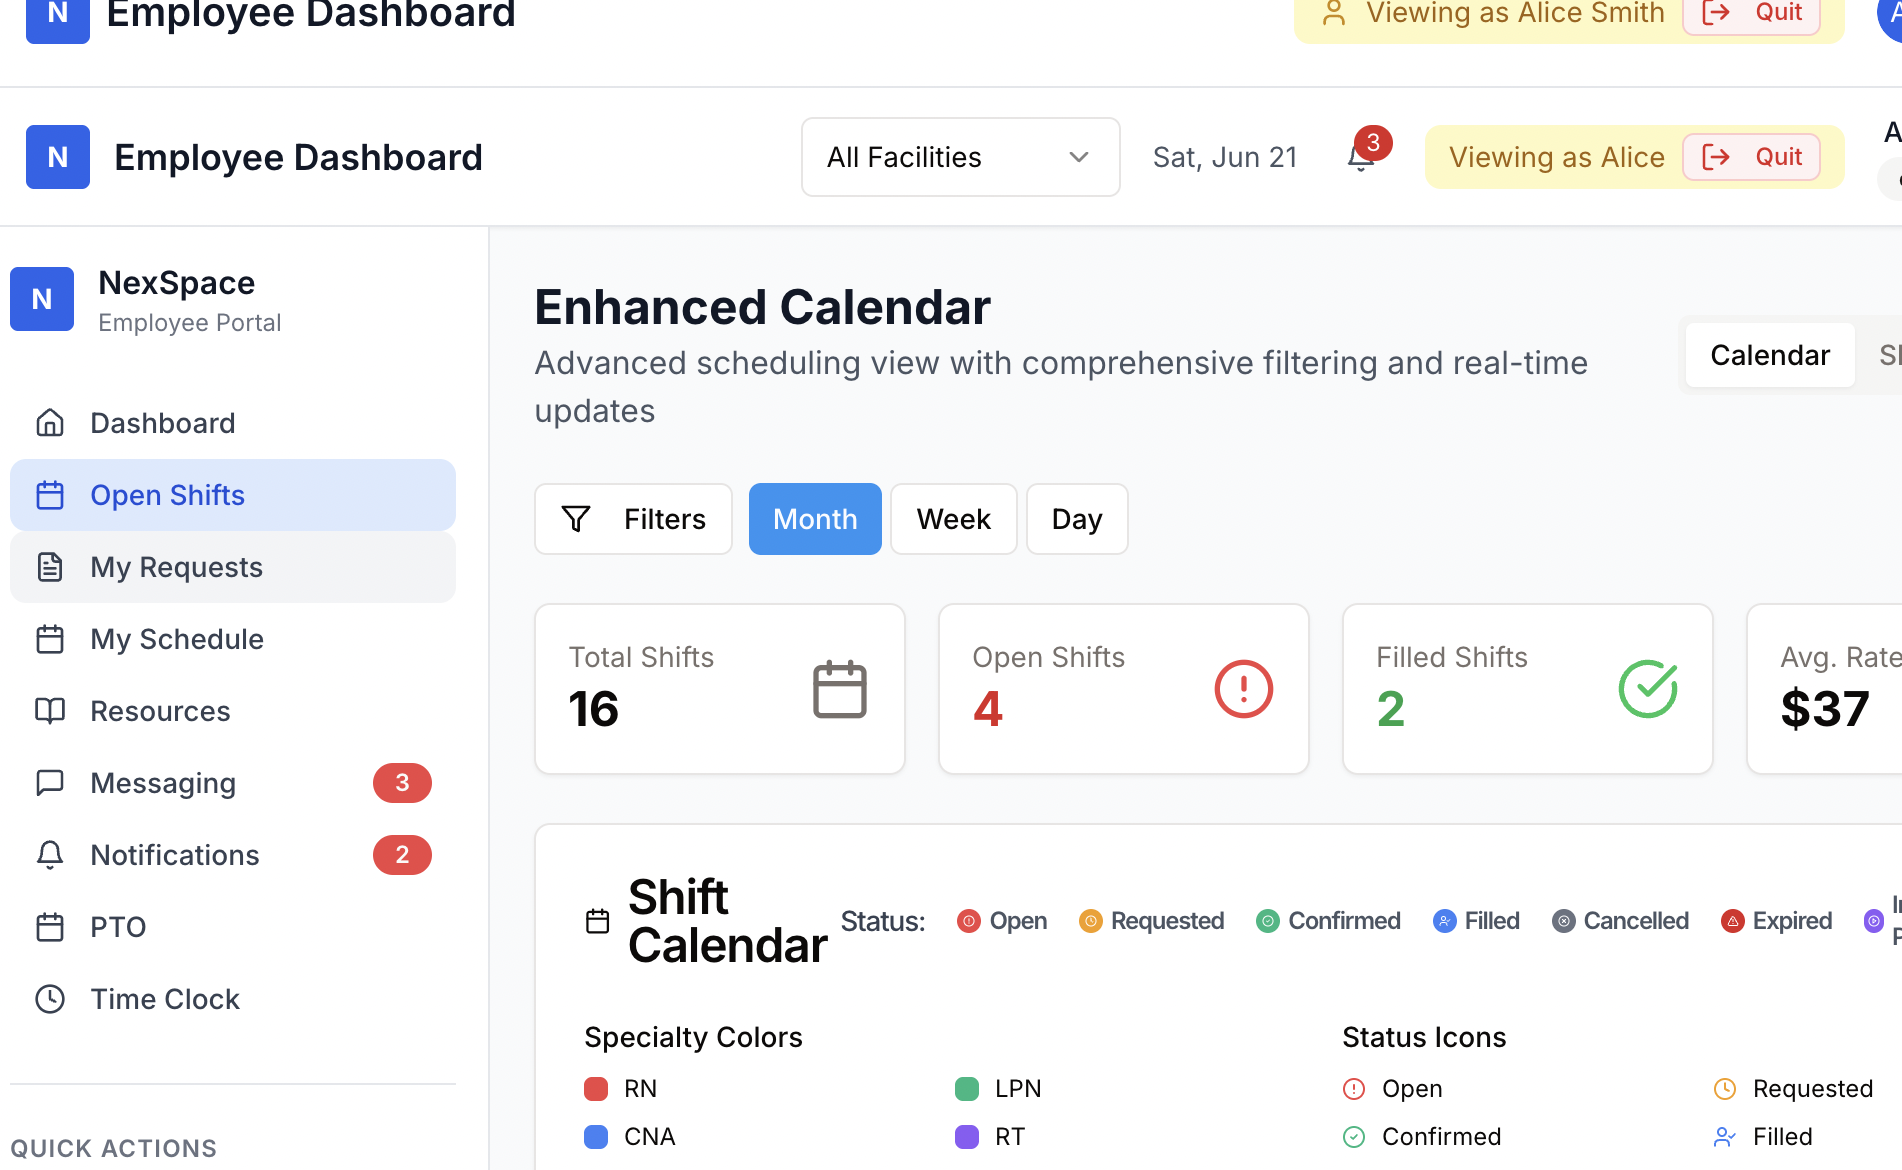 N Employee Dashboard
Viewing as Alice Smith Quit
N Employee Dashboard
All Facilities
Sat, Jun 21
3
Viewing as Alice Quit
N NexSpace
Employee Portal
Dashboard
Open Shifts
My Requests
My Schedule
Resources
Messaging 3
Notifications 2
PTO
Time Clock
QUICK ACTIONS
Enhanced Calendar
Advanced scheduling view with comprehensive filtering and real-time
updates
Calendar
Filters
Month
Week
Day
Total Shifts
16
Open Shifts
4
Filled Shifts
2
Avg. Rate
$37
Shift
Calendar
Status: Open Requested Confirmed Filled Cancelled Expired
Specialty Colors
RN LPN
CNA RT
Status Icons
Open Requested
Confirmed Filled